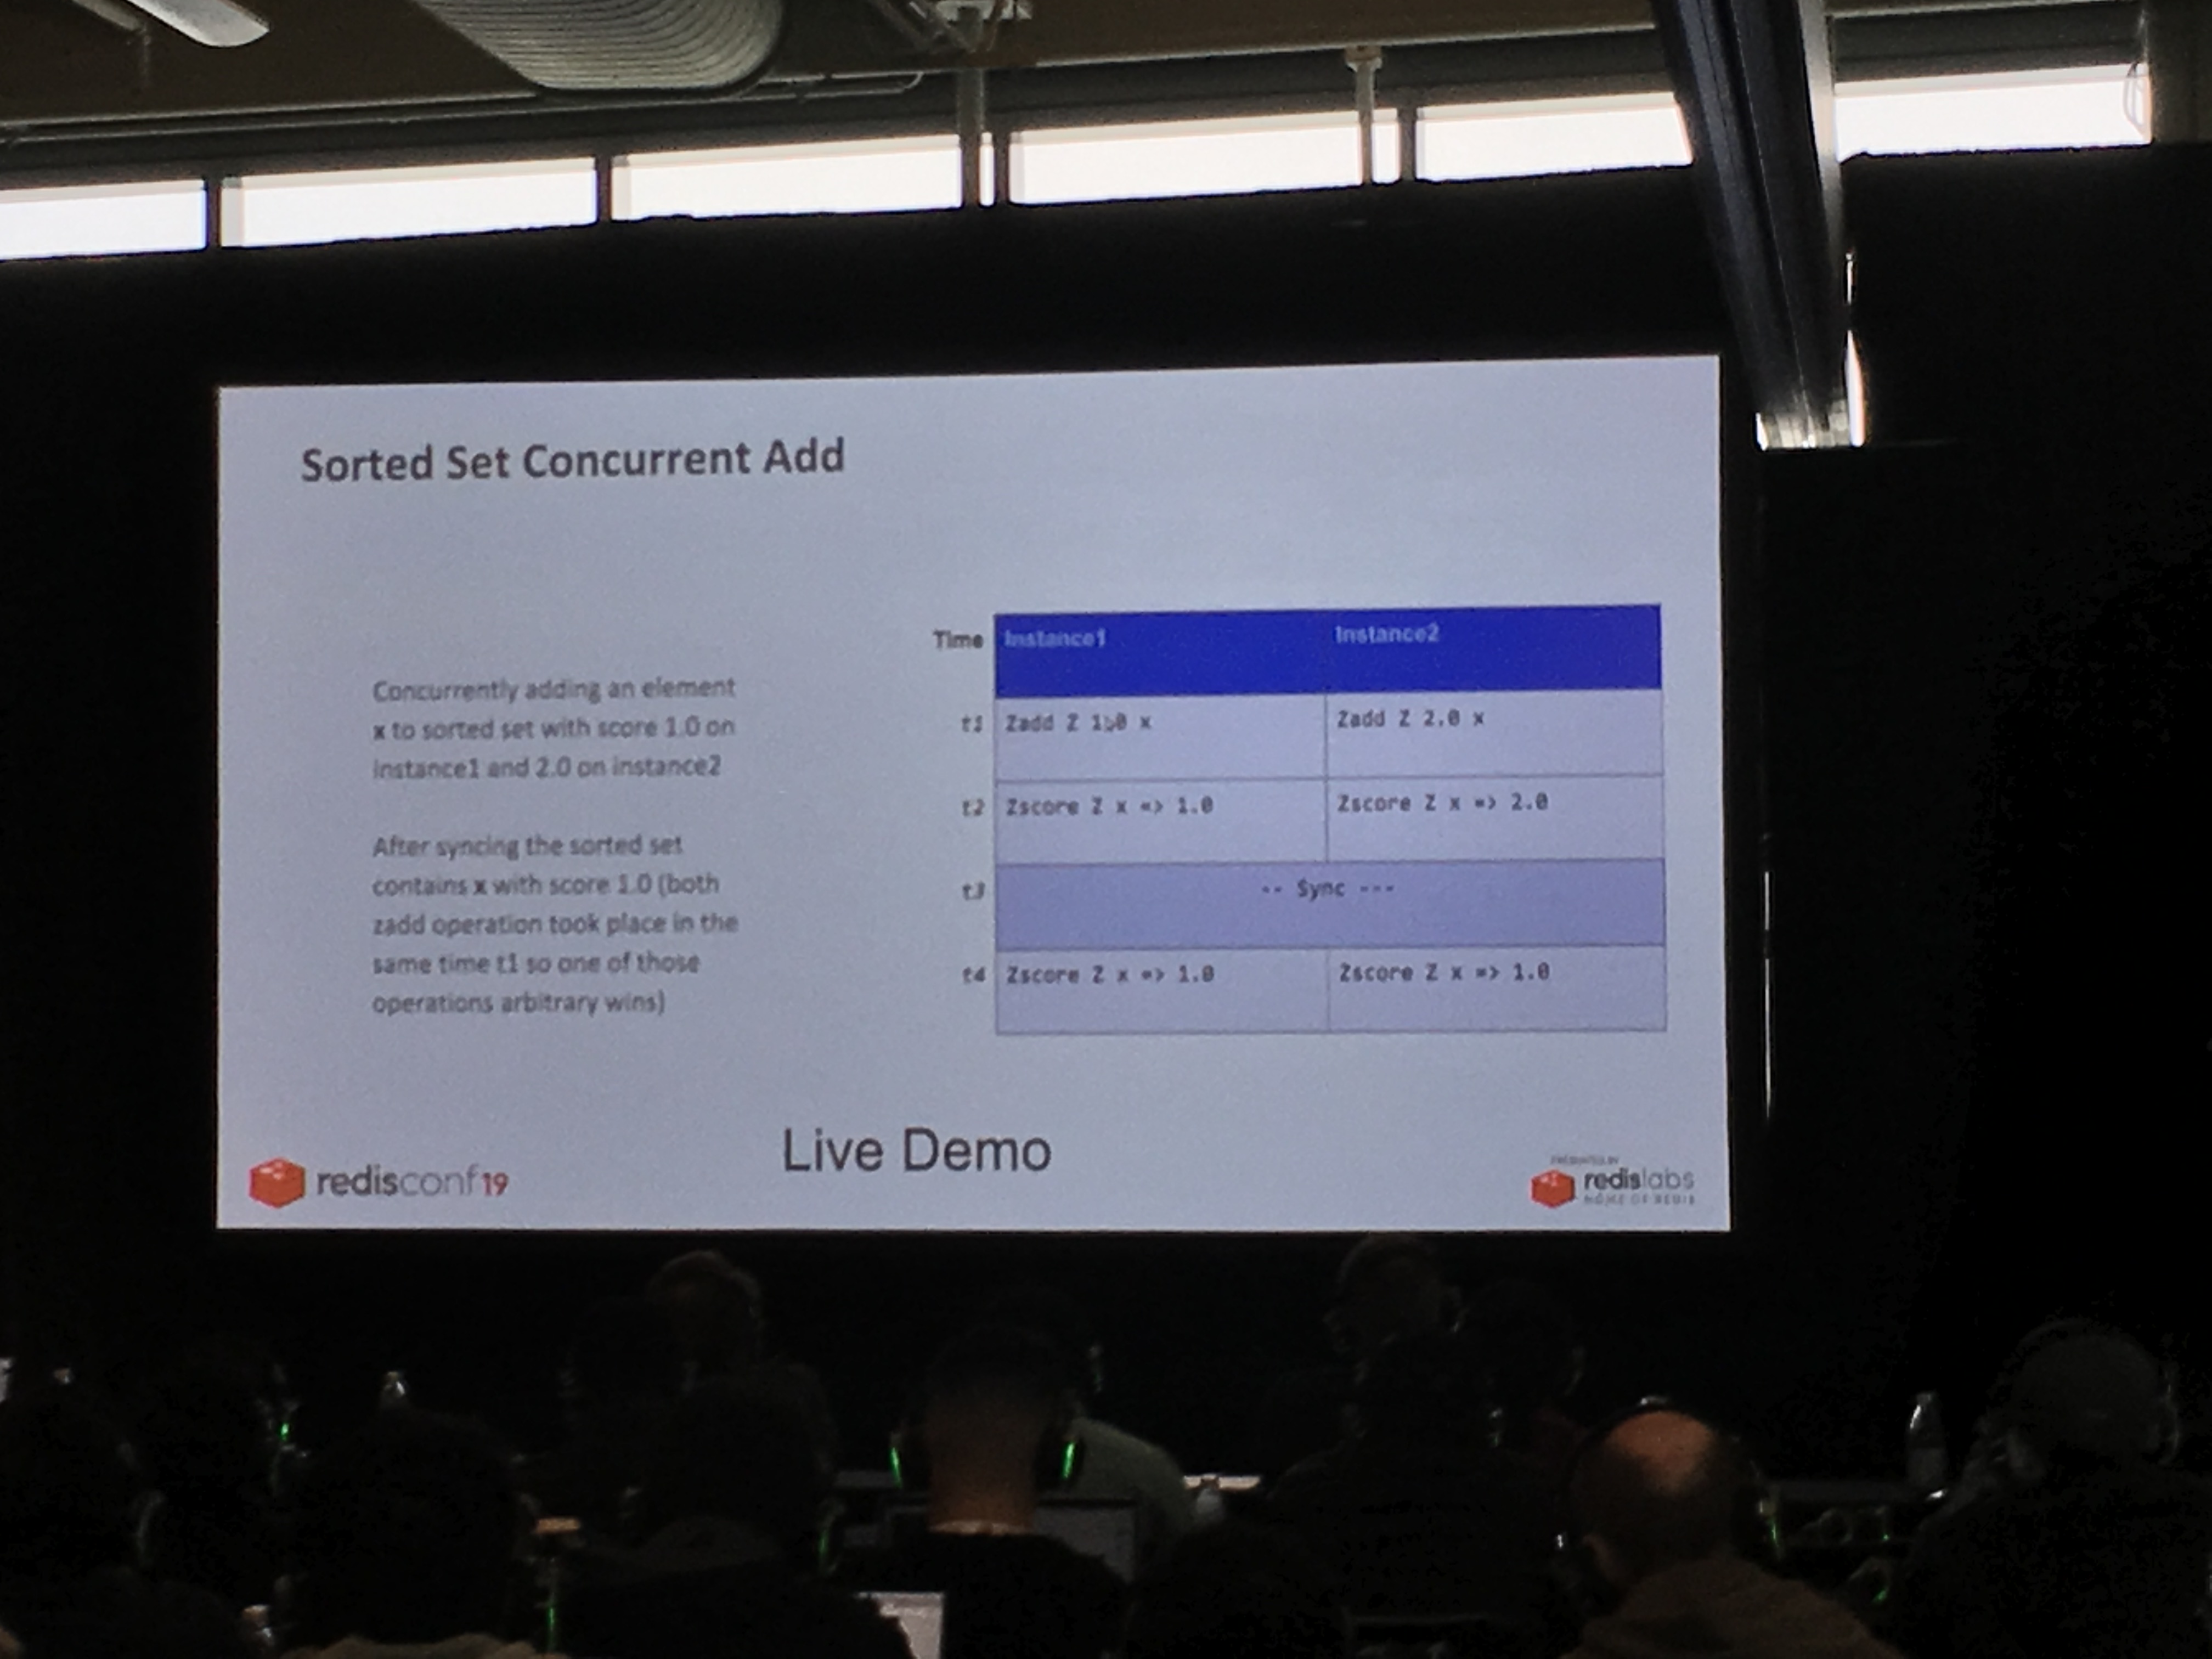 Sorted Set Concurrent Add
Concurrently adding an element
x to sorted set with score 1.0 on
instance1 and 2.0 on instance2
After syncing the sorted set
contains x with score 1.0 (both
zadd operation took place in the
same time t1 so one of those
operations arbitrary wins)
Time Instance1 Instance2
t1 Zadd Z 1.0 x Zadd Z 2.0 x
t2 Zscore Z x => 1.0 Zscore Z x => 2.0
t3 -- Sync ---
t4 Zscore Z x => 1.0 Zscore Z x => 1.0
Live Demo
redisconf19
PRESENTED BY
redislabs
HOME OF REDIS